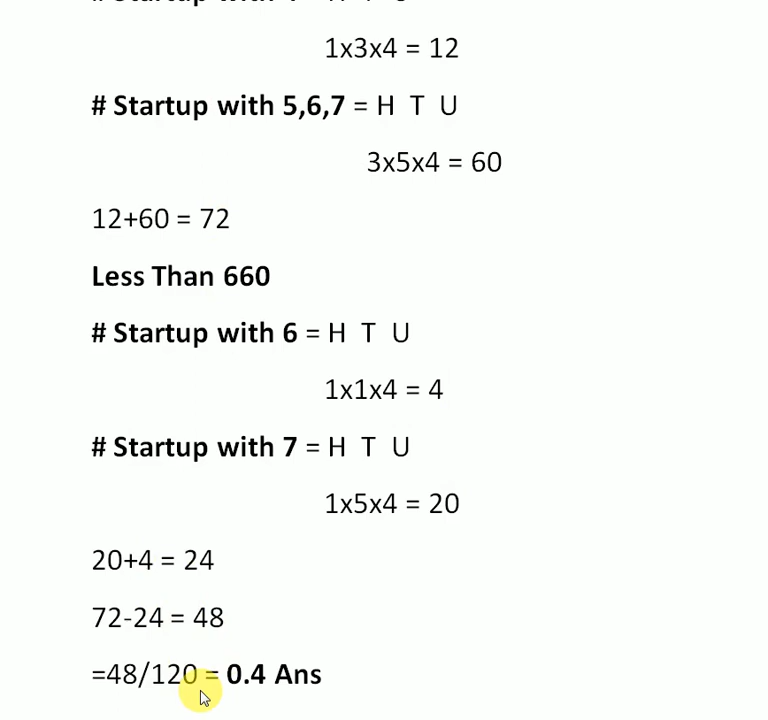 1x3x4 = 12
# Startup with 5,6,7 = H T U
3x5x4 = 60
12+60 = 72
Less Than 660
# Startup with 6 = H T U
1x1x4 = 4
# Startup with 7 = H T U
1x5x4 = 20
20+4 = 24
72-24 = 48
=48/120 = 0.4 Ans